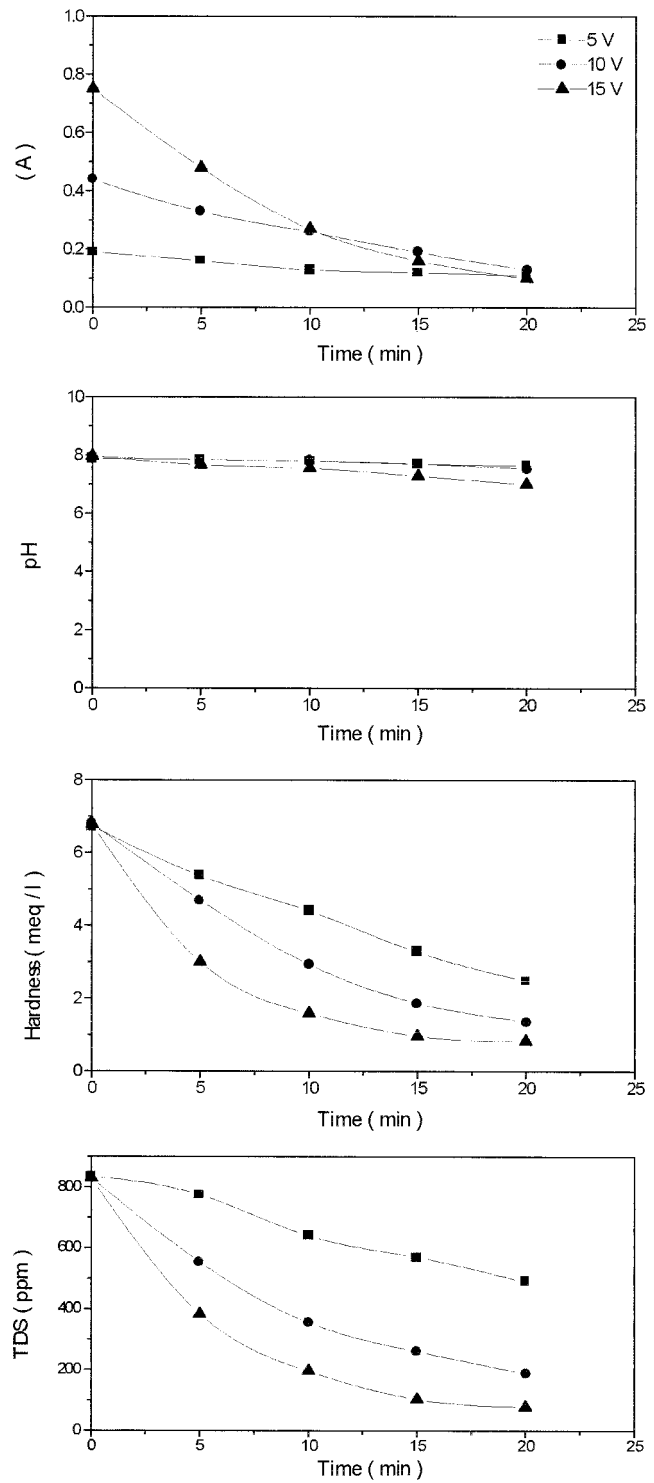 1.0
0.8
0.6
0.4
0.2
0.0
( A )
5 V
10 V
15 V
0 5 10 15 20 25
Time ( min )
10
8
6
4
2
0
pH
0 5 10 15 20 25
Time ( min )
8
6
4
2
0
Hardness ( meq / l )
0 5 10 15 20 25
Time ( min )
800
600
400
200
0
TDS ( ppm )
0 5 10 15 20 25
Time ( min )